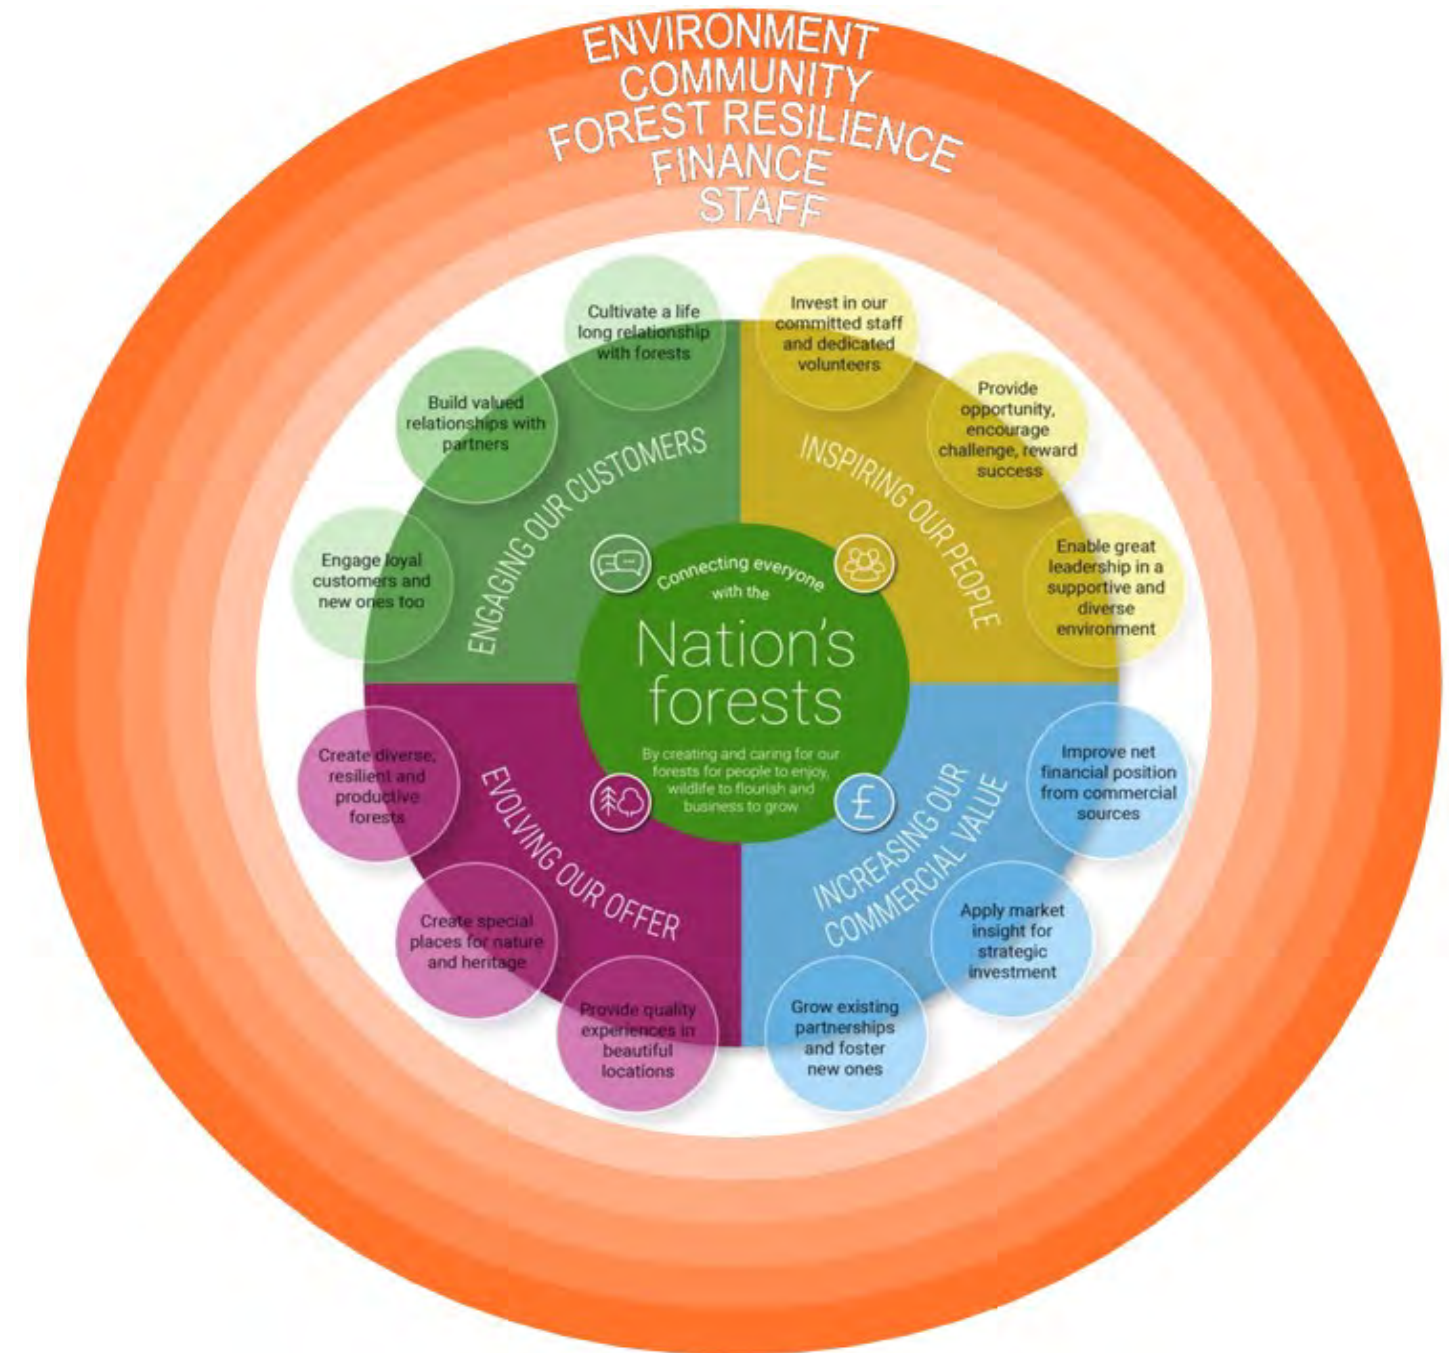 ENVIRONMENT
COMMUNITY
FOREST RESILIENCE
FINANCE
STAFF
Cultivate a life
long relationship
with forests
Build valued
relationships with
partners
Engage loyal
customers and
new ones too
ENGAGING OUR CUSTOMERS
Invest in our
committed staff
and dedicated
volunteers
Provide
opportunity,
encourage
challenge, reward
success
Enable great
leadership in a
supportive and
diverse
environment
INSPIRING OUR PEOPLE
Connecting everyone
with the
Nation's
forests
By creating and caring for our
forests for people to enjoy,
wildlife to flourish and
business to grow
£
Create diverse,
resilient and
productive
forests
Create special
places for nature
and heritage
Provide quality
experiences in
beautiful
locations
EVOLVING OUR OFFER
Improve net
financial position
from commercial
sources
Apply market
insight for
strategic
investment
Grow existing
partnerships
and foster
new ones
INCREASING OUR
COMMERCIAL VALUE